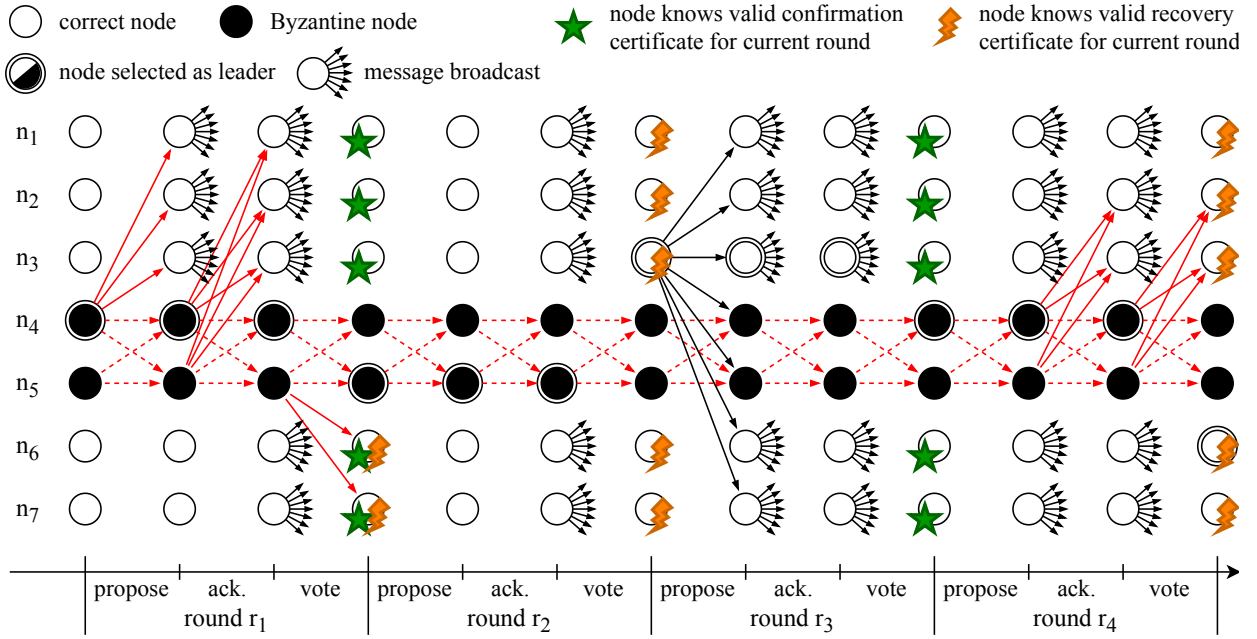 correct node
Byzantine node
node knows valid confirmation
certificate for current round
node knows valid recovery
certificate for current round
node selected as leader
message broadcast
n1
n2
n3
n4
n5
n6
n7
propose
ack.
vote
propose
ack.
vote
propose
ack.
vote
propose
ack.
vote
round r1
round r2
round r3
round r4